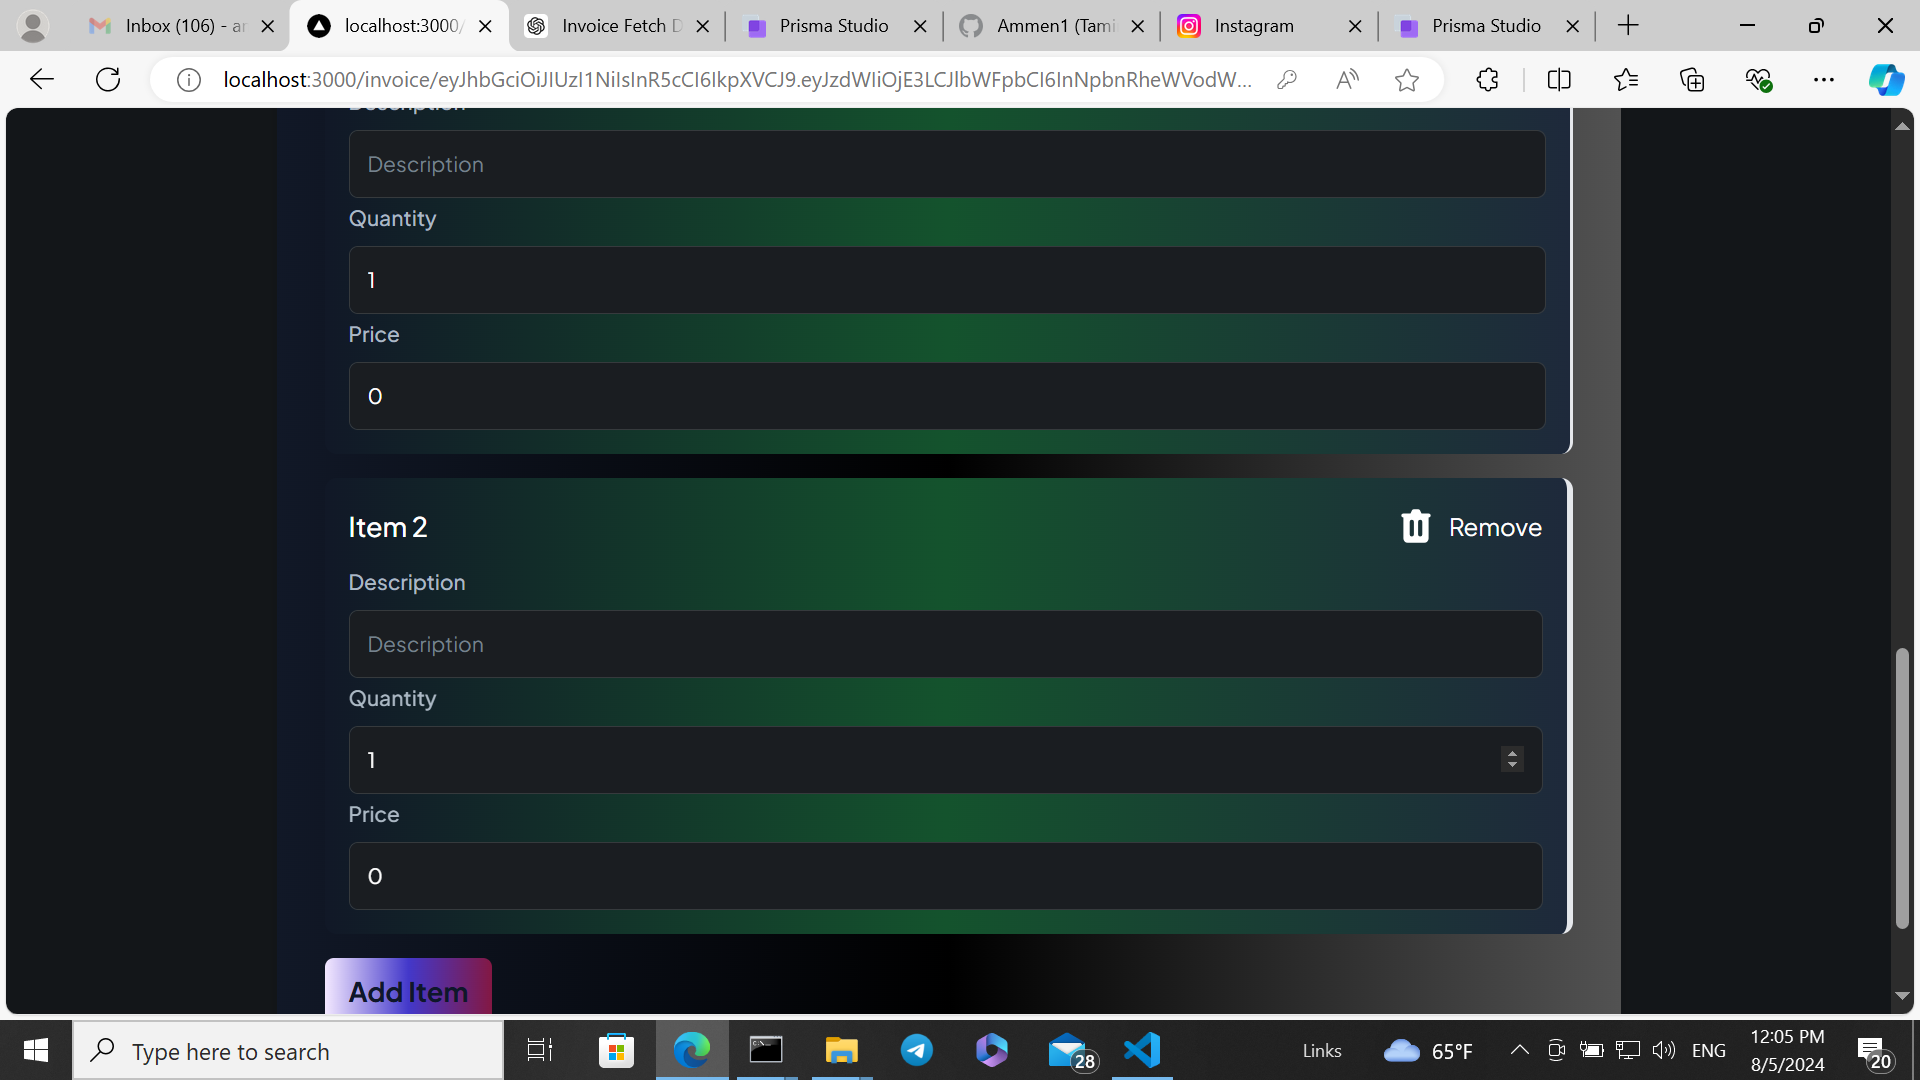 Inbox (106) - ar
localhost:3000/
Invoice Fetch D
Prisma Studio
Ammen1 (Tami
Instagram
Prisma Studio
localhost:3000/invoice/eyJhbGciOiJIUzI1NiIsInR5cCI6IkpXVCJ9.eyJzdWIiOjE3LCJlbWFpbCI6InNpbnRheWVodW...
Description
Description
Quantity
1
Price
0
Item 2
Remove
Description
Description
Quantity
1
Price
0
Add Item
Type here to search
28
Links
65°F
ENG
12:05 PM
8/5/2024
20